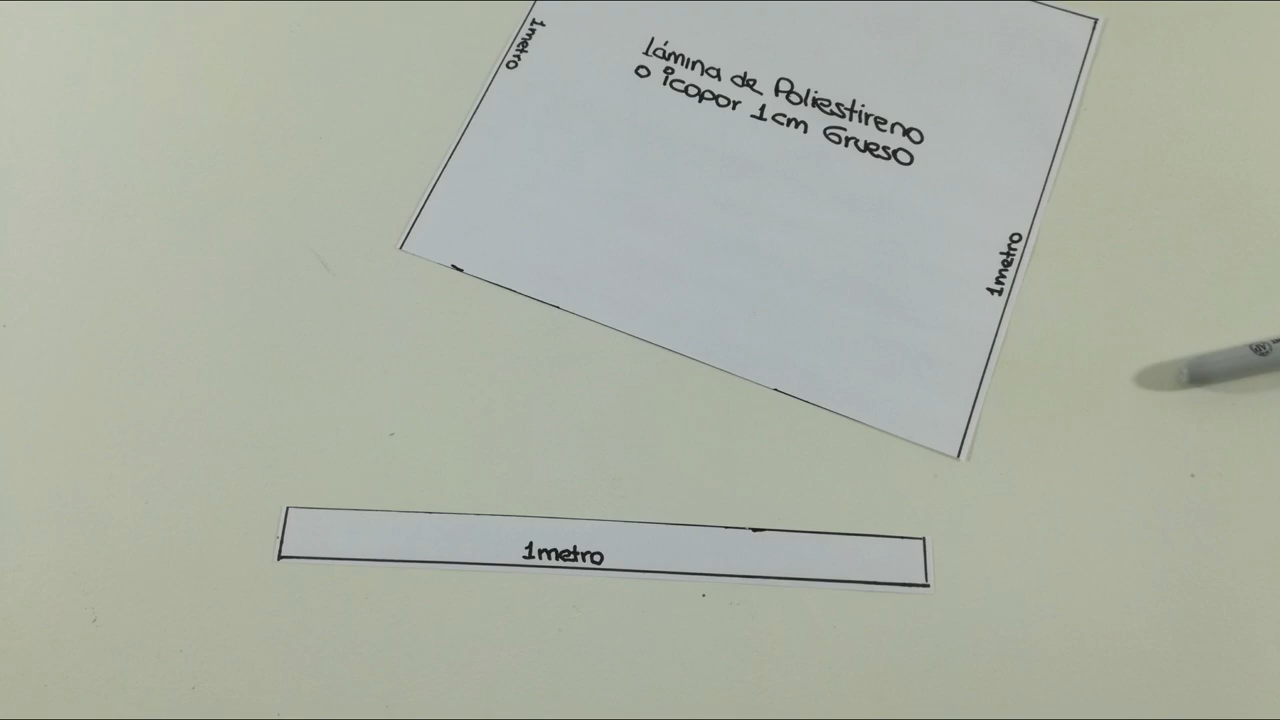 1metro
lámina de Poliestireno
o icopor 1cm Grueso
1metro
1metro